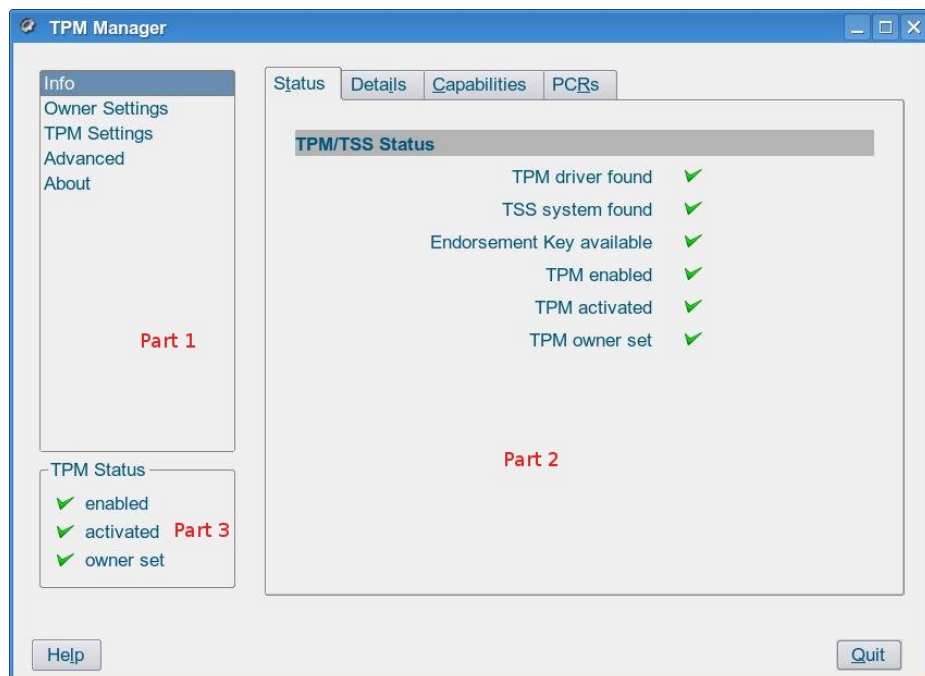 TPM Manager
Info
Owner Settings
TPM Settings
Advanced
About
Part 1
TPM Status
enabled
activated
Part 3
owner set
Status Details Capabilities PCRs
TPM/TSS Status
TPM driver found
TSS system found
Endorsement Key available
TPM enabled
TPM activated
TPM owner set
Part 2
Help
Quit